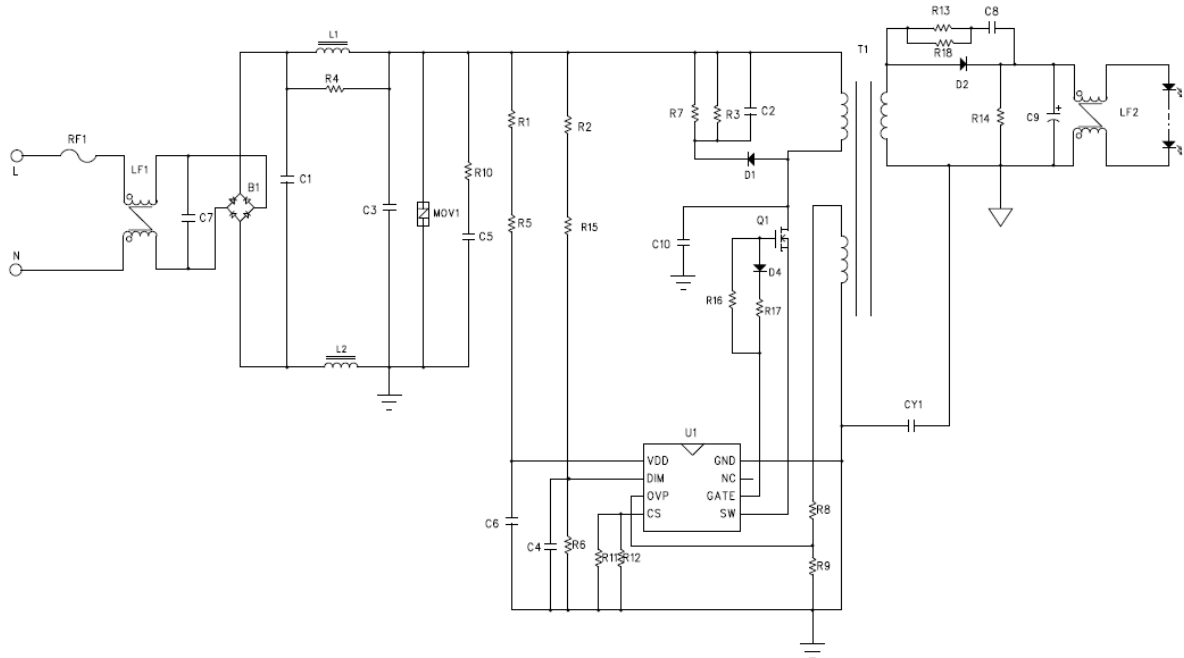 R13
C8
R18
L1
T1
D2
R4
R7
R3
C2
R14
C9
+
LF2
R1
R2
RF1
L
LF1
B1
C1
R10
D1
C7
C3
MOV1
R5
R15
C5
Q1
C10
N
D4
R16
R17
L2
CY1
U1
VDD
GND
DIM
NC
OVP
GATE
CS
SW
R8
C6
C4
R6
R11
R12
R9